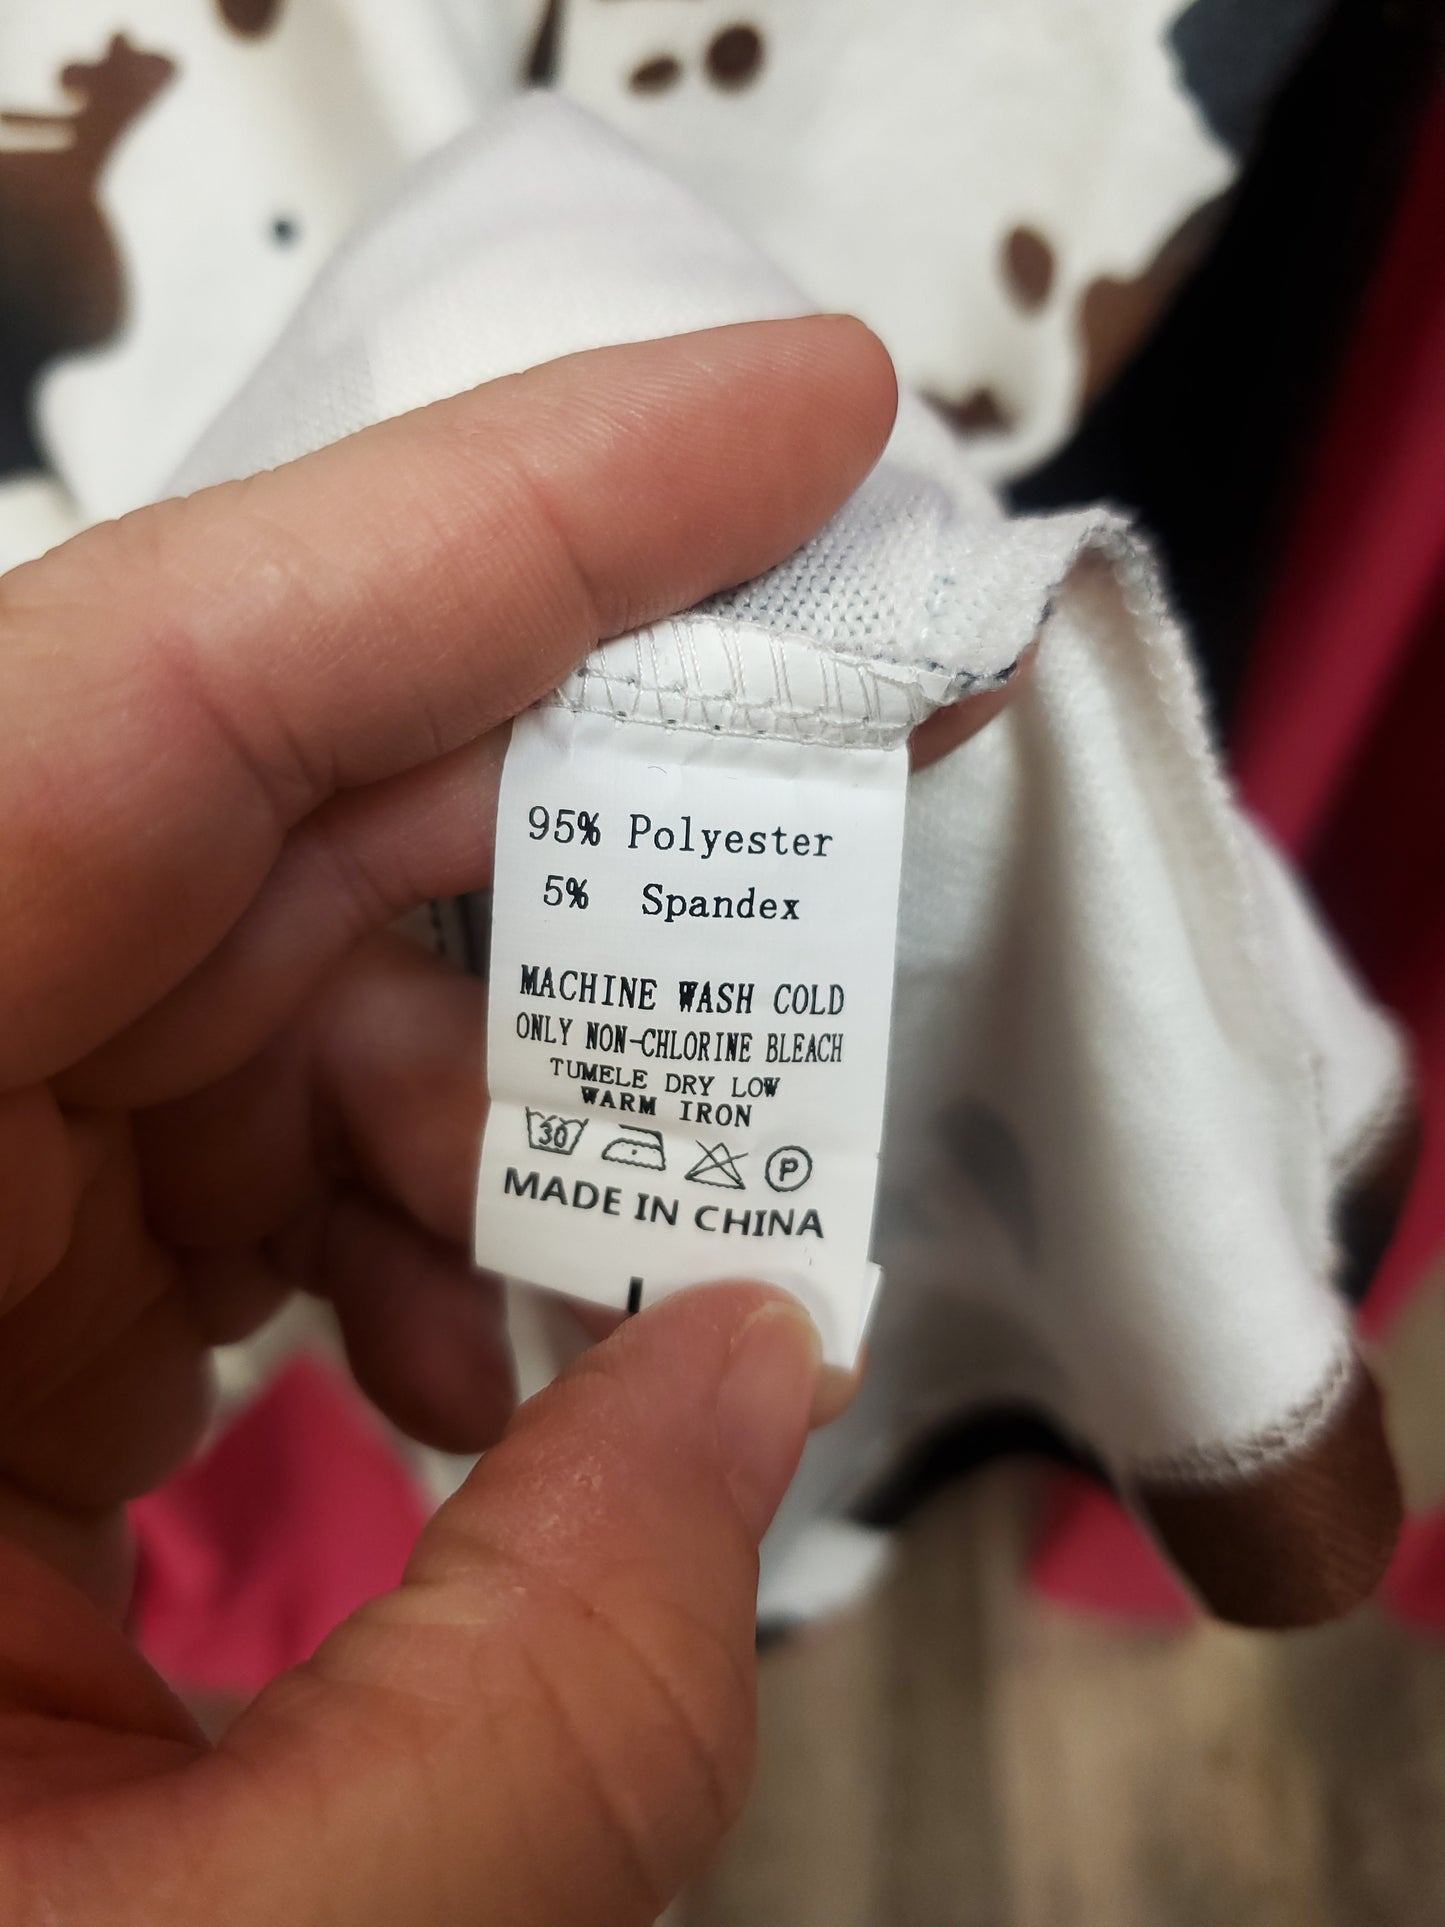 95% Polyester
5% Spandex
MACHINE WASH COLD
ONLY NON-CHLORINE BLEACH
TUMELE DRY LOW
WARM IRON
30 P
MADE IN CHINA